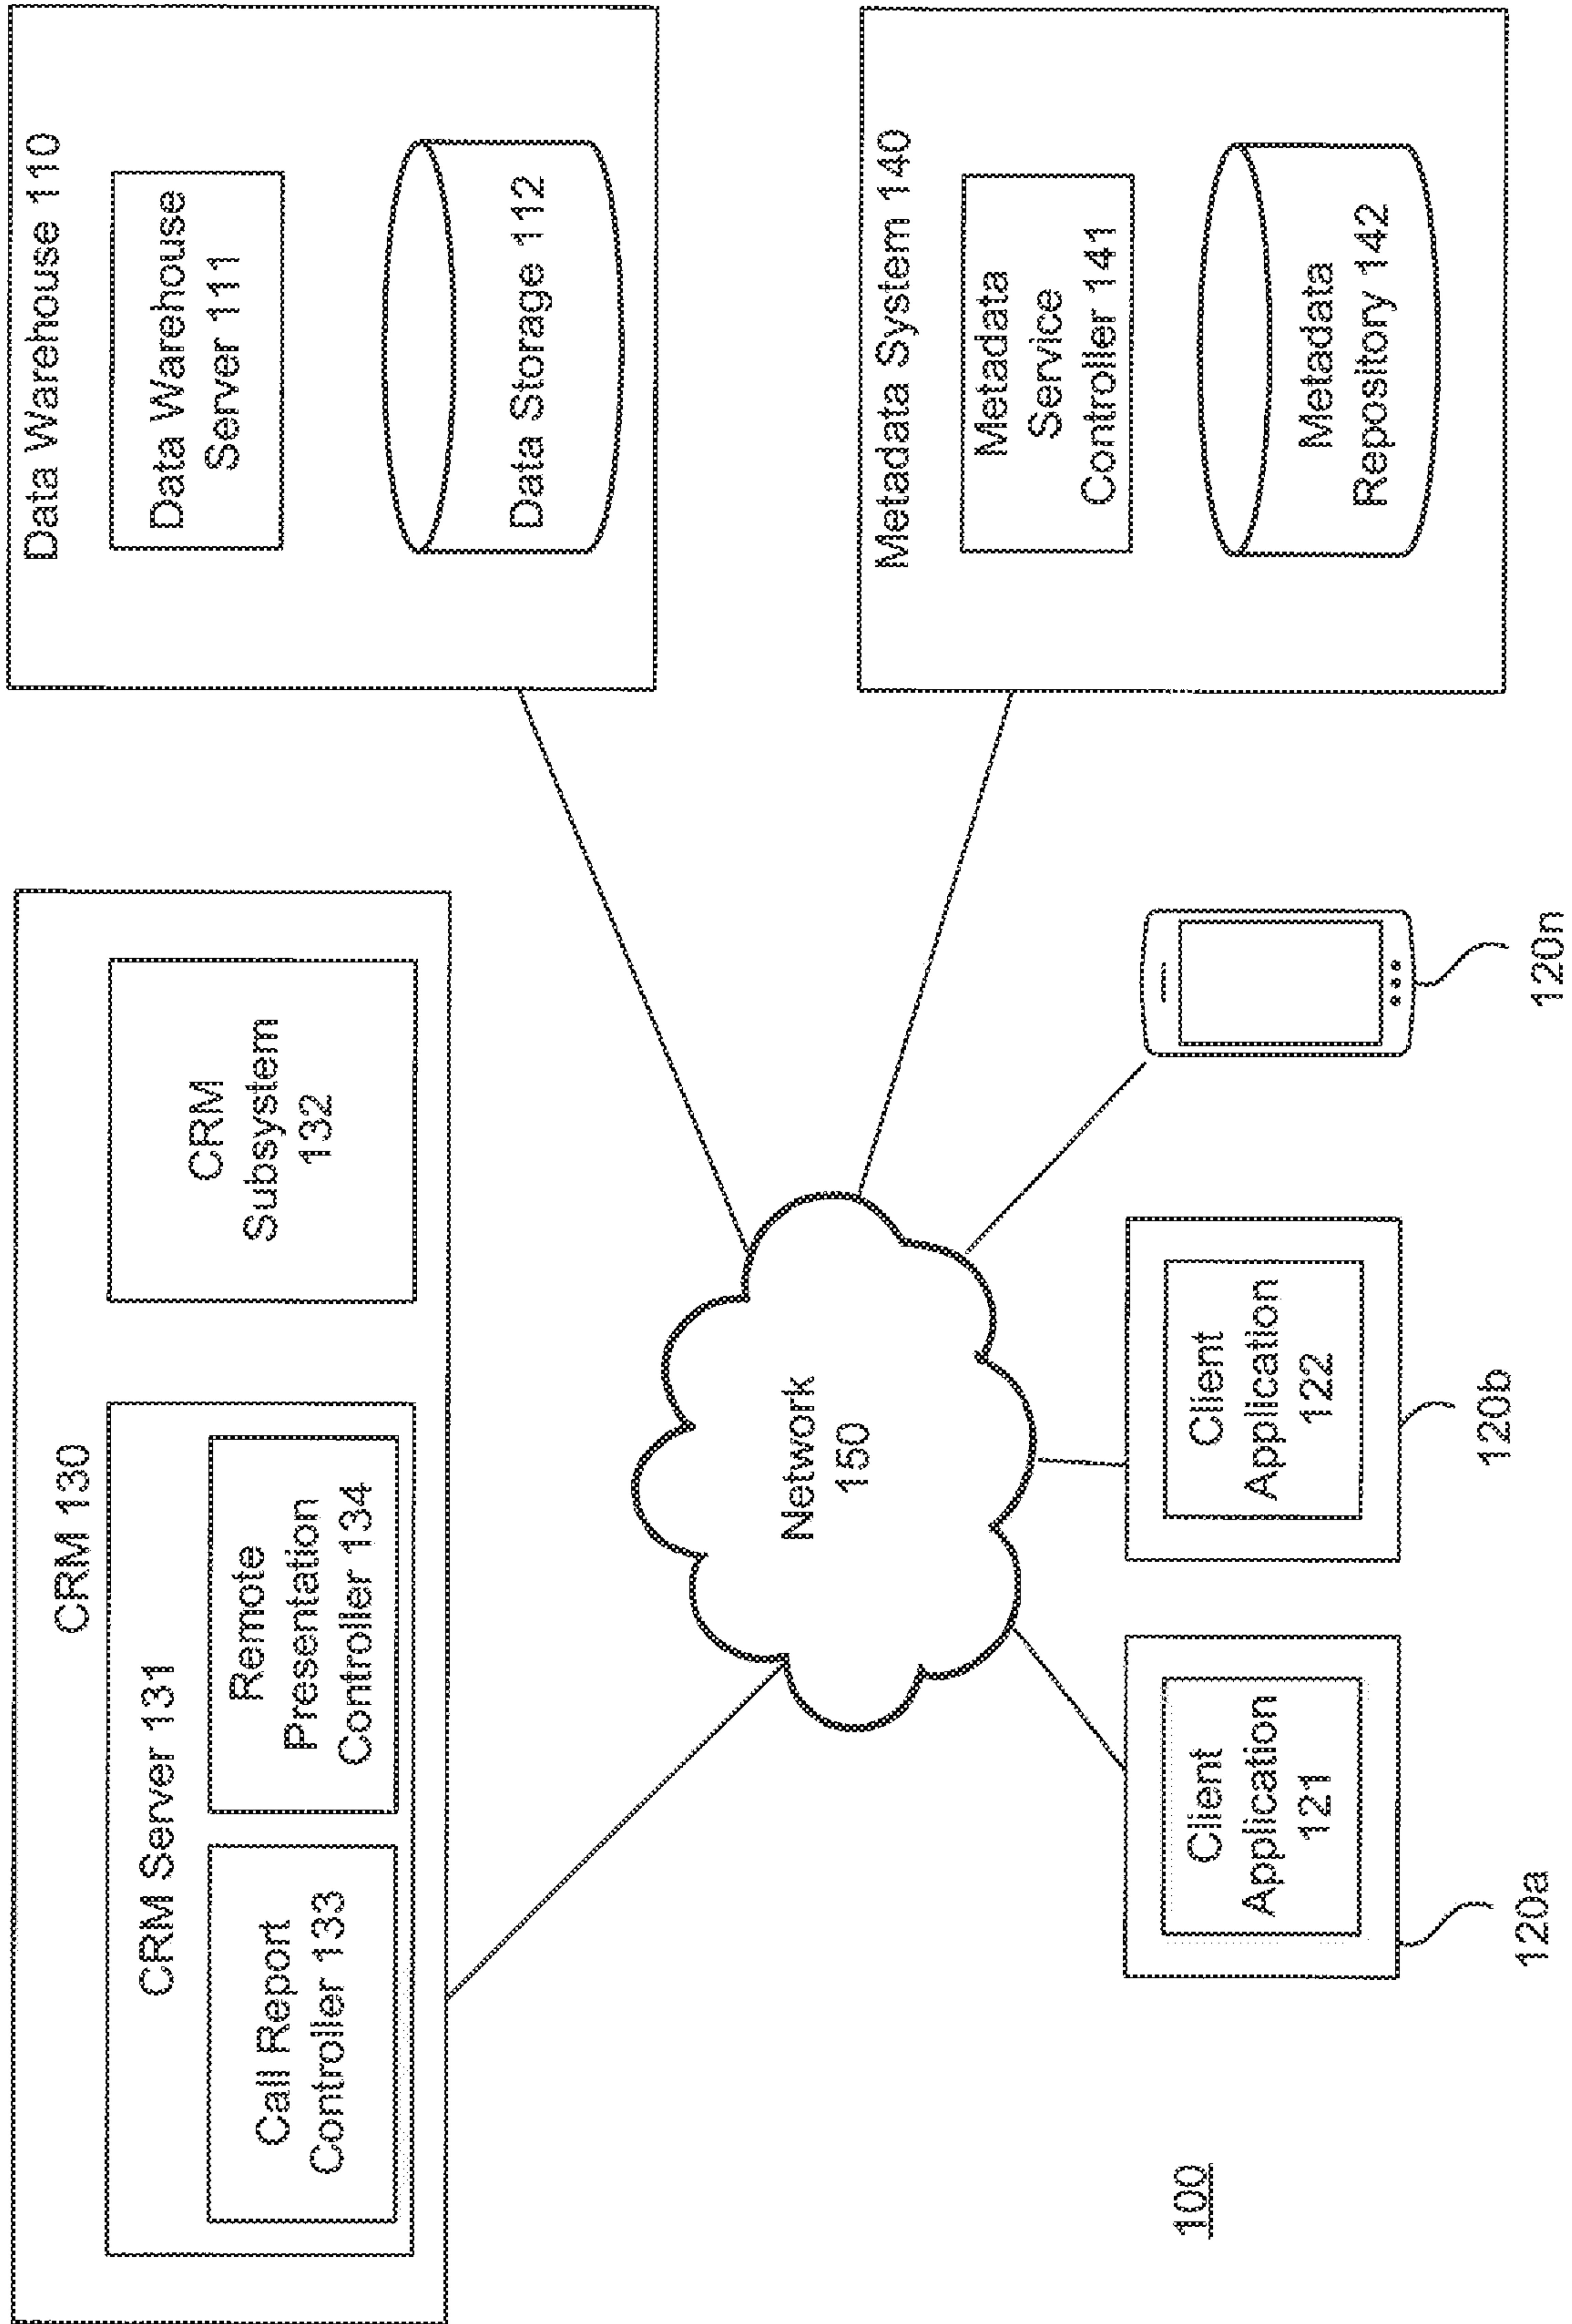 CRM 130
CRM Server 131
Call Report
Controller 133
Remote
Presentation
Controller 134
CRM
Subsystem
132
Data Warehouse 110
Data Warehouse
Server 111
Data Storage 112
Network
150
Metadata System 140
Metadata
Service
Controller 141
Metadata
Repository 142
Client
Application
121
120a
Client
Application
122
120b
120n
100